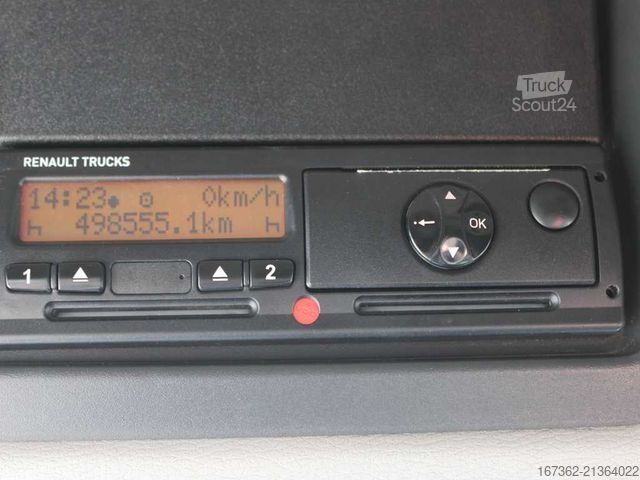 Truck
Scout24
RENAULT TRUCKS
14:23 0km/h
498555.1km
1 2
OK
167362-21364022